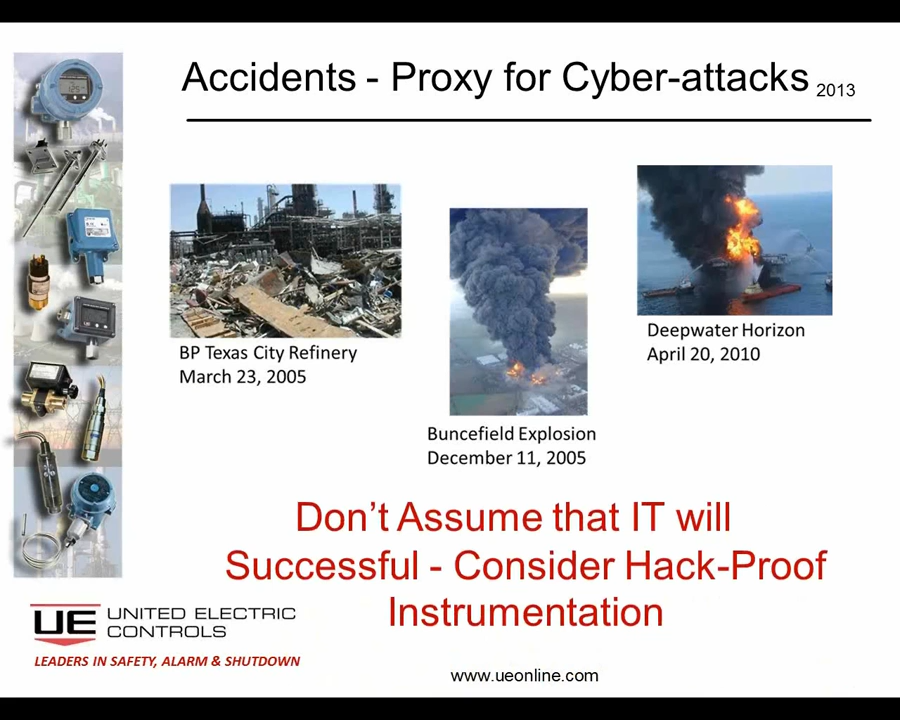 Accidents - Proxy for Cyber-attacks 2013
BP Texas City Refinery
March 23, 2005
Buncefield Explosion
December 11, 2005
Deepwater Horizon
April 20, 2010
Don't Assume that IT will
Successful - Consider Hack-Proof
Instrumentation
UE UNITED ELECTRIC
CONTROLS
LEADERS IN SAFETY, ALARM & SHUTDOWN
www.ueonline.com